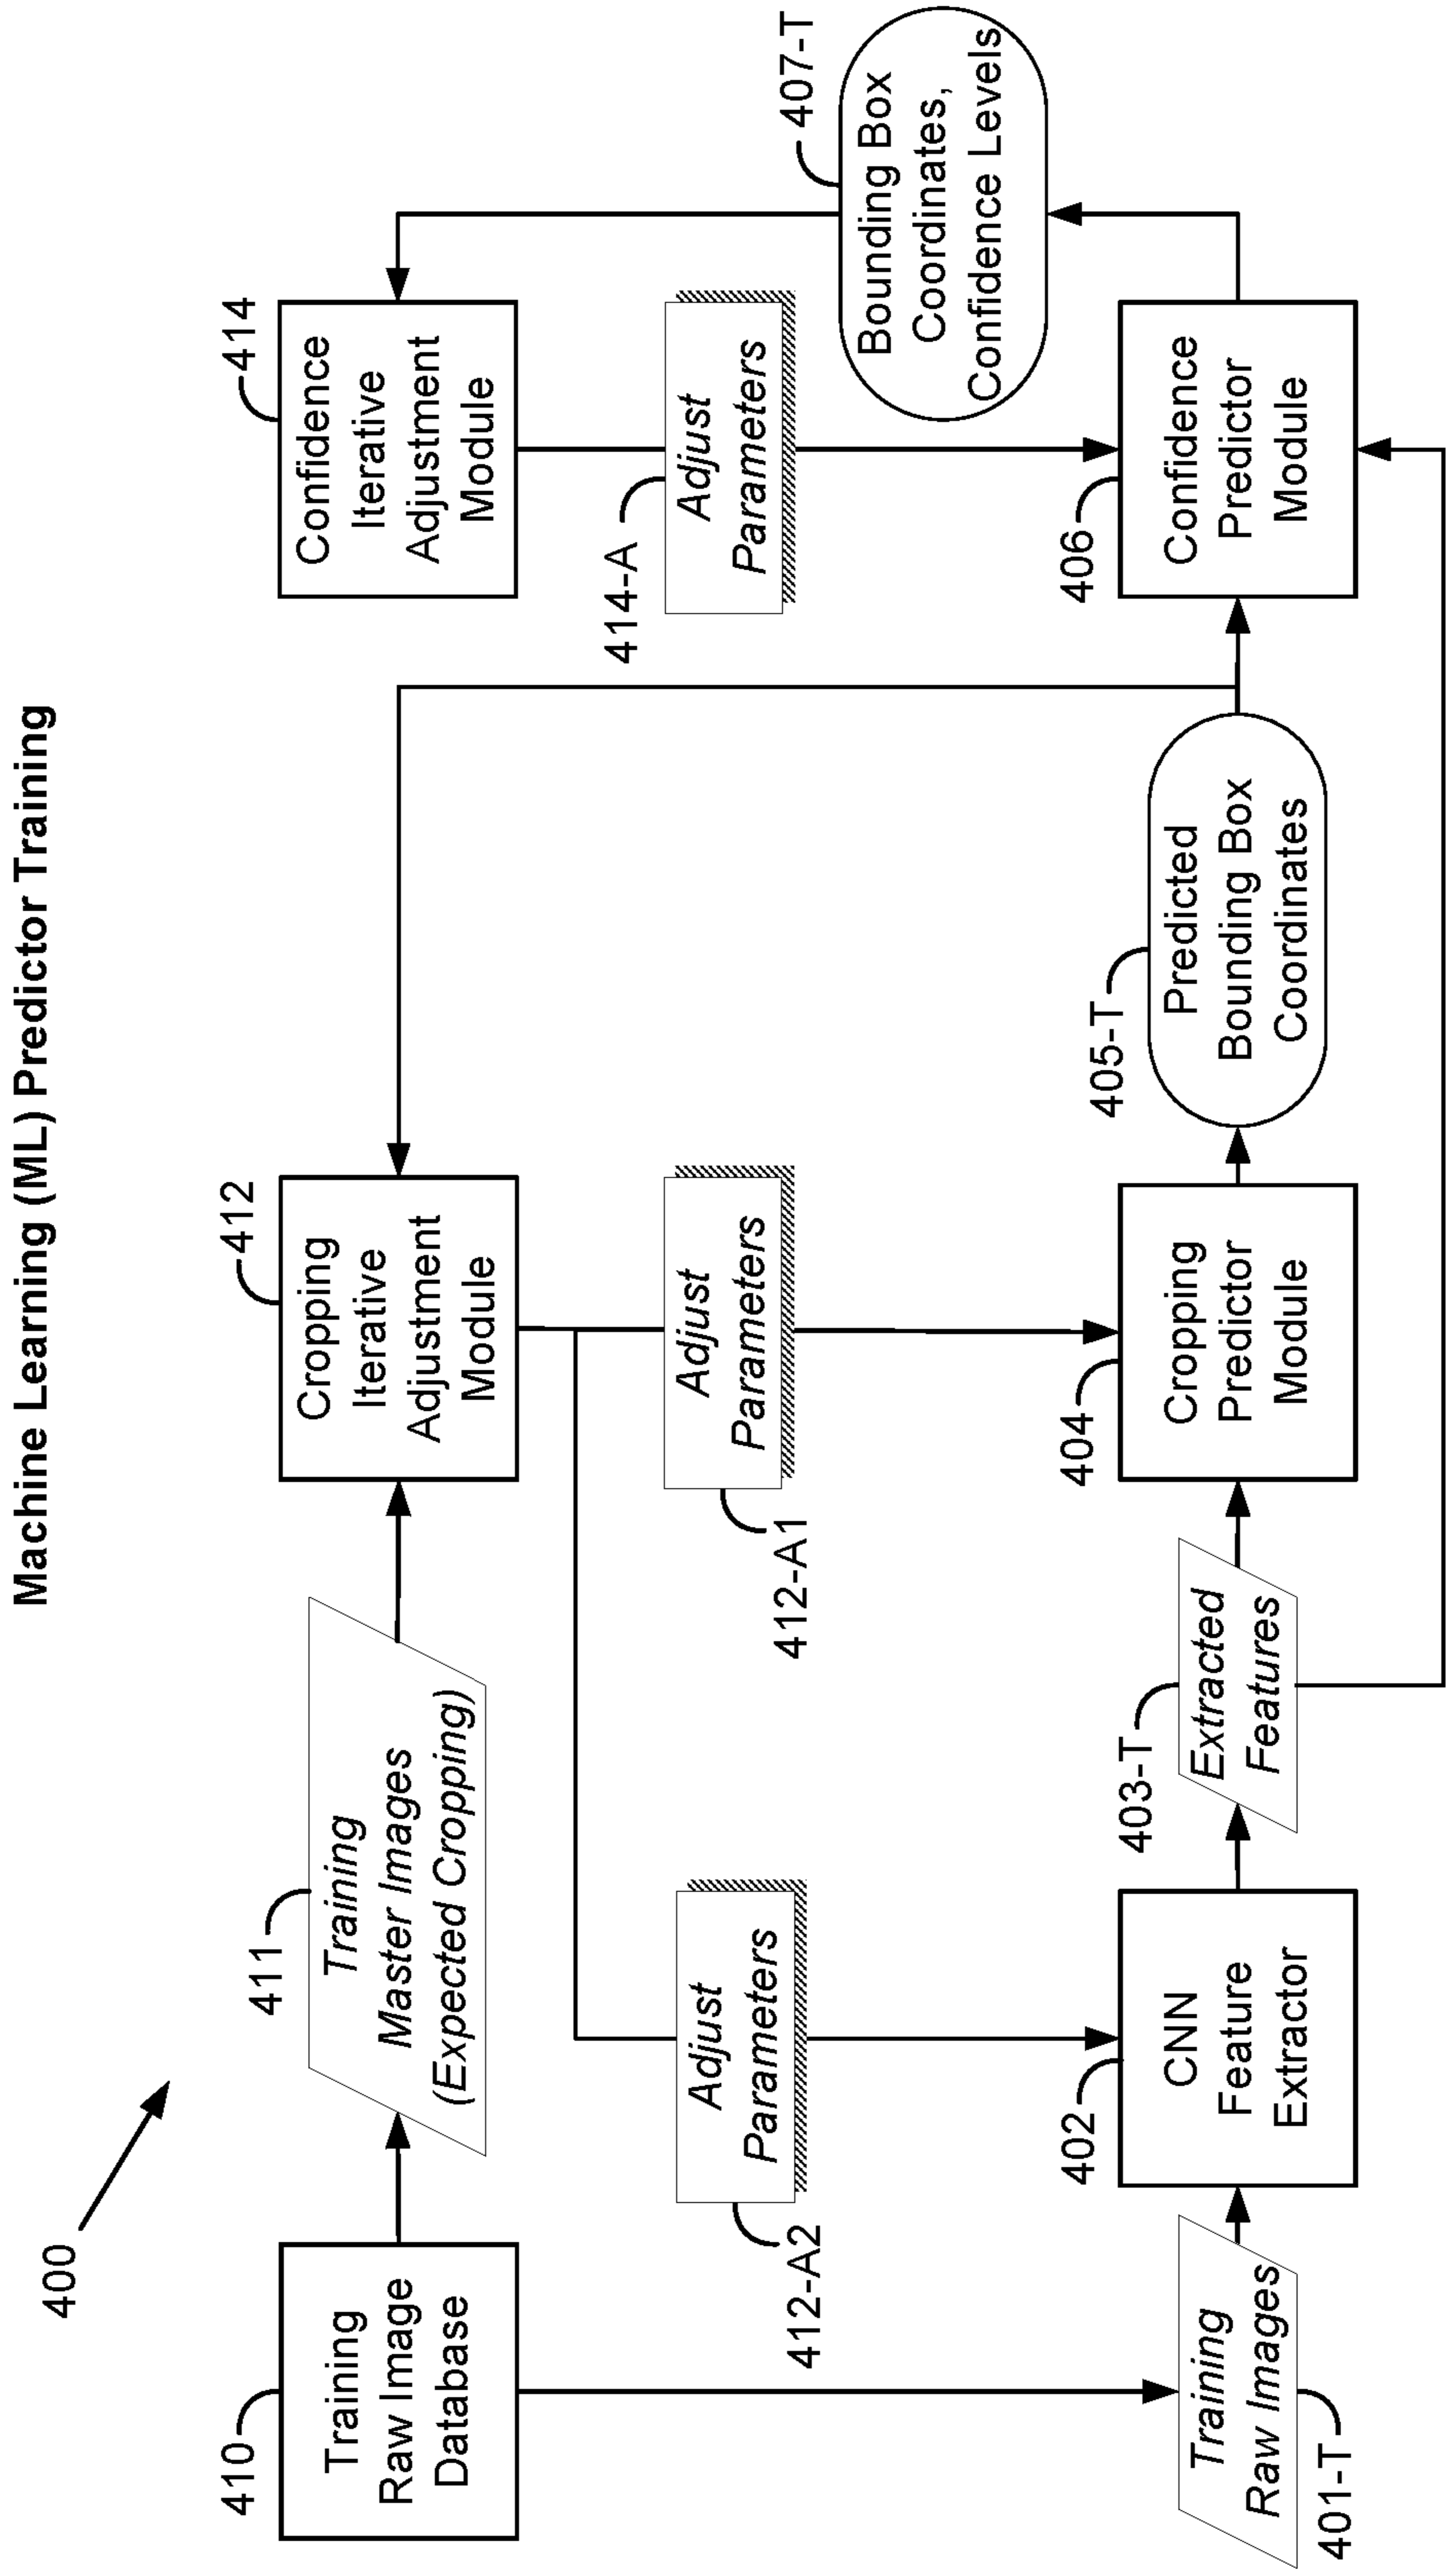 Machine Learning (ML) Predictor Training
400
410
Training
Raw Image
Database
411
Training
Master Images
(Expected Cropping)
412
Cropping
Iterative
Adjustment
Module
414
Confidence
Iterative
Adjustment
Module
412-A2
Adjust
Parameters
412-A1
Adjust
Parameters
414-A
Adjust
Parameters
407-T
Bounding Box
Coordinates,
Confidence Levels
401-T
Training
Raw Images
402
CNN
Feature
Extractor
403-T
Extracted
Features
404
Cropping
Predictor
Module
405-T
Predicted
Bounding Box
Coordinates
406
Confidence
Predictor
Module